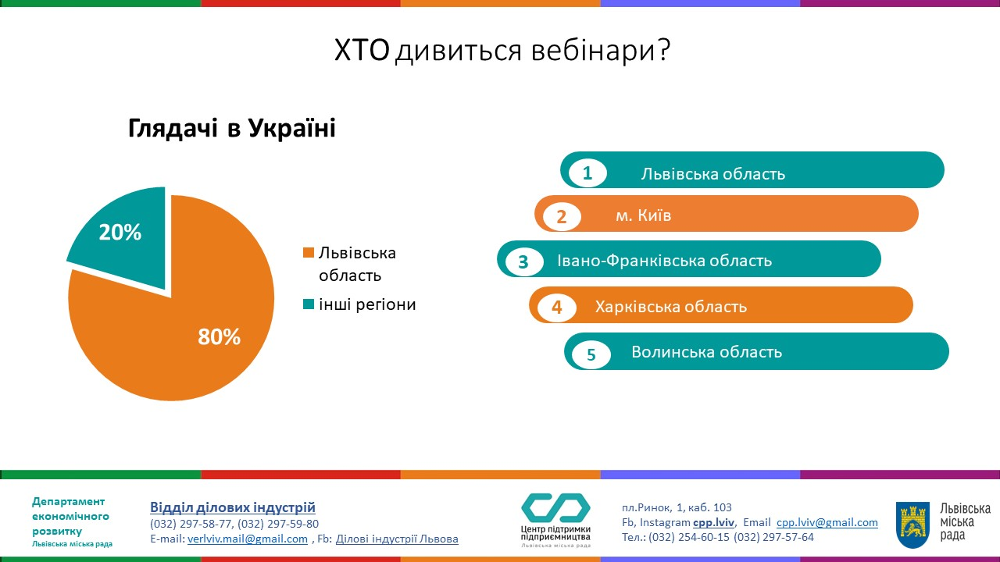 ХТО дивиться вебінари?
Глядачі в Україні
20%
80%
Львівська
область
інші регіони
1 Львівська область
2 м. Київ
3 Івано-Франківська область
4 Харківська область
5 Волинська область
Департамент
економічного
розвитку
Львівська міська рада
Відділ ділових індустрій
(032) 297-58-77, (032) 297-59-80
E-mail: verlviv.mail@gmail.com , Fb: Ділові індустрії Львова
Центр підтримки
підприємництва
Львівська міська рада
пл.Ринок, 1, каб. 103
Fb, Instagram cpp.lviv, Email cpp.lviv@gmail.com
Тел.: (032) 254-60-15 (032) 297-57-64
Львівська
міська
рада